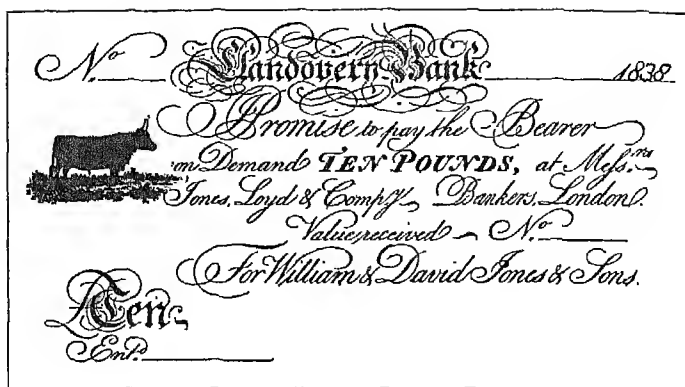 No 1838
Llandovery Bank
I Promise to pay the Bearer
on Demand TEN POUNDS, at Messrs
Jones, Loyd & Compy Bankers, London.
Value received No
For William & David Jones & Sons.
£Ten
Entd